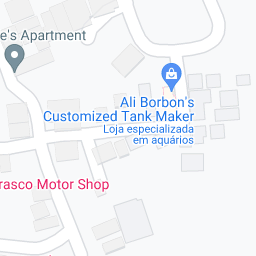 e's Apartment
Ali Borbon's
Customized Tank Maker
Loja especializada
em aquários
rasco Motor Shop